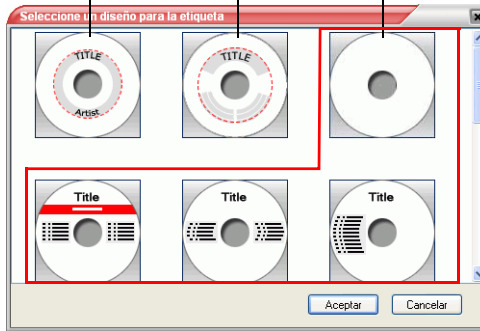 Seleccione un diseño para la etiqueta
TITLE
Artist
TITLE
Title
Title
Title
Aceptar
Cancelar